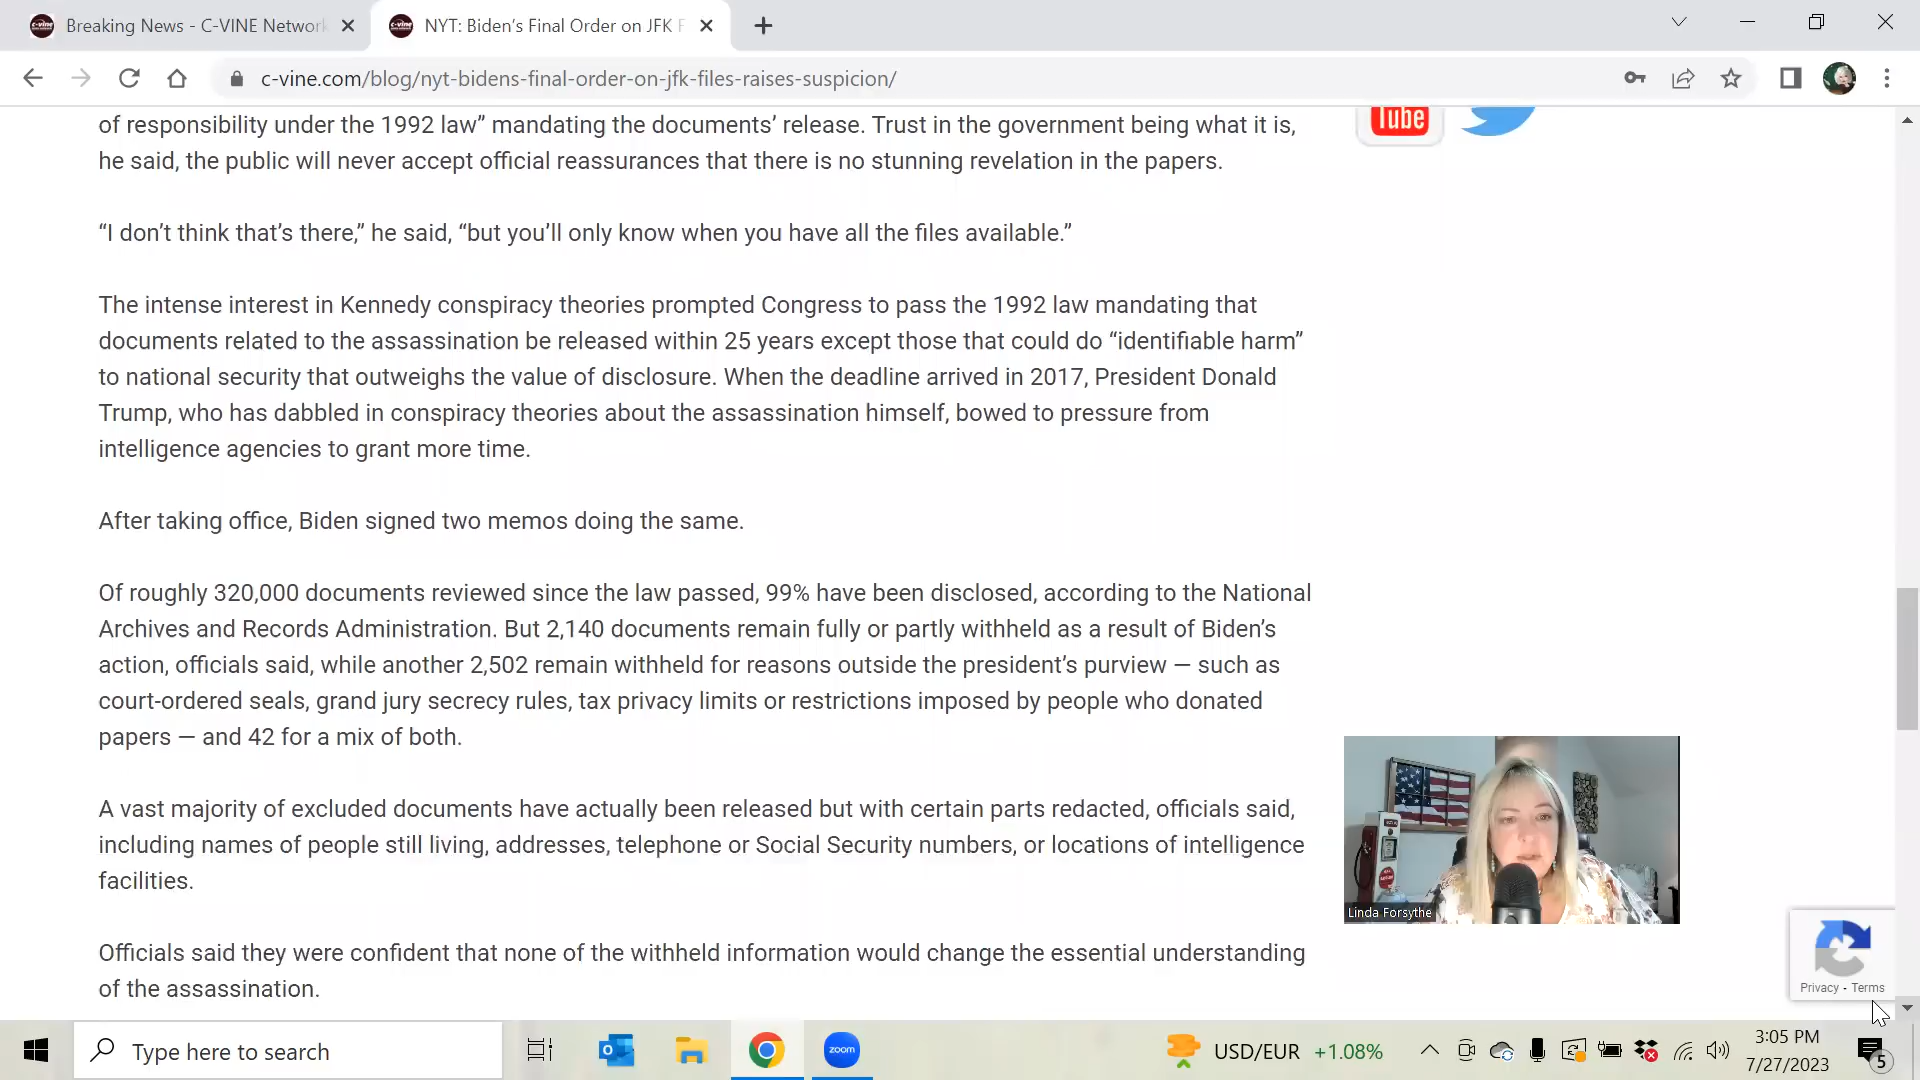 Breaking News - C-VINE Network
NYT: Biden's Final Order on JFK F
c-vine.com/blog/nyt-bidens-final-order-on-jfk-files-raises-suspicion/
of responsibility under the 1992 law” mandating the documents’ release. Trust in the government being what it is,
he said, the public will never accept official reassurances that there is no stunning revelation in the papers.
“I don’t think that’s there,” he said, “but you’ll only know when you have all the files available.”
The intense interest in Kennedy conspiracy theories prompted Congress to pass the 1992 law mandating that
documents related to the assassination be released within 25 years except those that could do “identifiable harm”
to national security that outweighs the value of disclosure. When the deadline arrived in 2017, President Donald
Trump, who has dabbled in conspiracy theories about the assassination himself, bowed to pressure from
intelligence agencies to grant more time.
After taking office, Biden signed two memos doing the same.
Of roughly 320,000 documents reviewed since the law passed, 99% have been disclosed, according to the National
Archives and Records Administration. But 2,140 documents remain fully or partly withheld as a result of Biden’s
action, officials said, while another 2,502 remain withheld for reasons outside the president’s purview — such as
court-ordered seals, grand jury secrecy rules, tax privacy limits or restrictions imposed by people who donated
papers — and 42 for a mix of both.
A vast majority of excluded documents have actually been released but with certain parts redacted, officials said,
including names of people still living, addresses, telephone or Social Security numbers, or locations of intelligence
facilities.
Officials said they were confident that none of the withheld information would change the essential understanding
of the assassination.
Tube
Linda Forsythe
Privacy - Terms
Type here to search
zoom
USD/EUR +1.08%
3:05 PM
7/27/2023
5